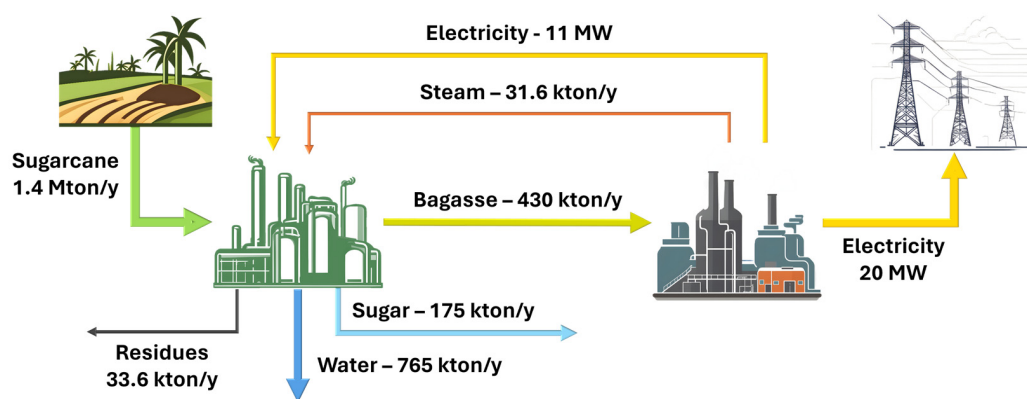 Electricity - 11 MW
Steam – 31.6 kton/y
Sugarcane
1.4 Mton/y
Bagasse – 430 kton/y
Electricity
20 MW
Sugar – 175 kton/y
Residues
33.6 kton/y
Water – 765 kton/y